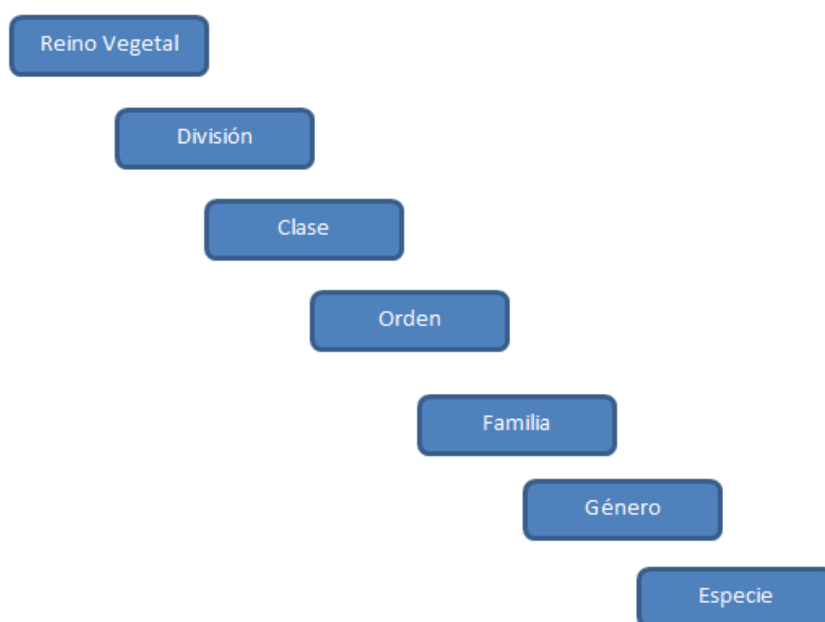 Reino Vegetal
División
Clase
Orden
Familia
Género
Especie